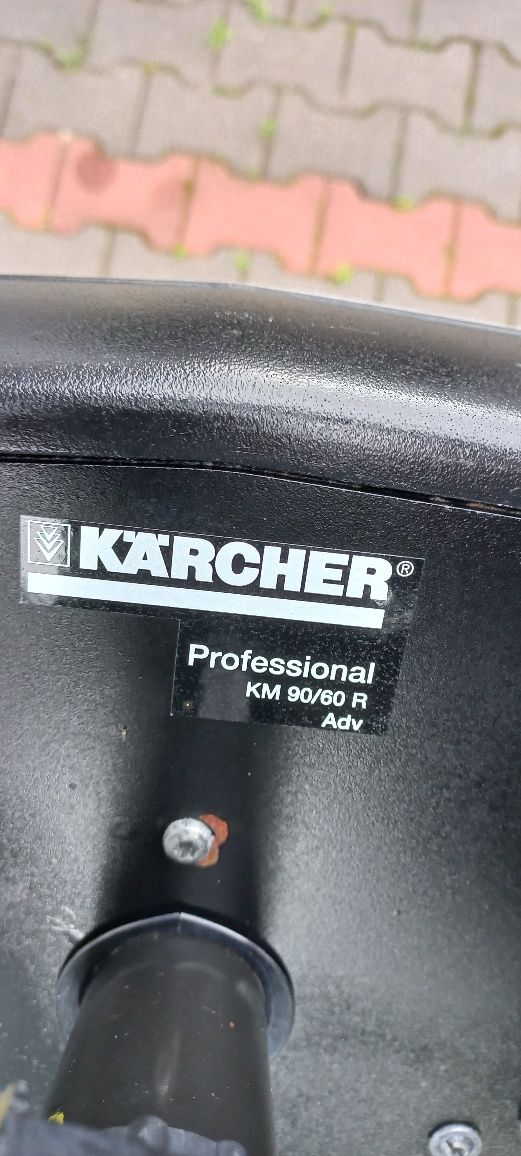 KÄRCHER®
Professional
KM 90/60 R
Adv